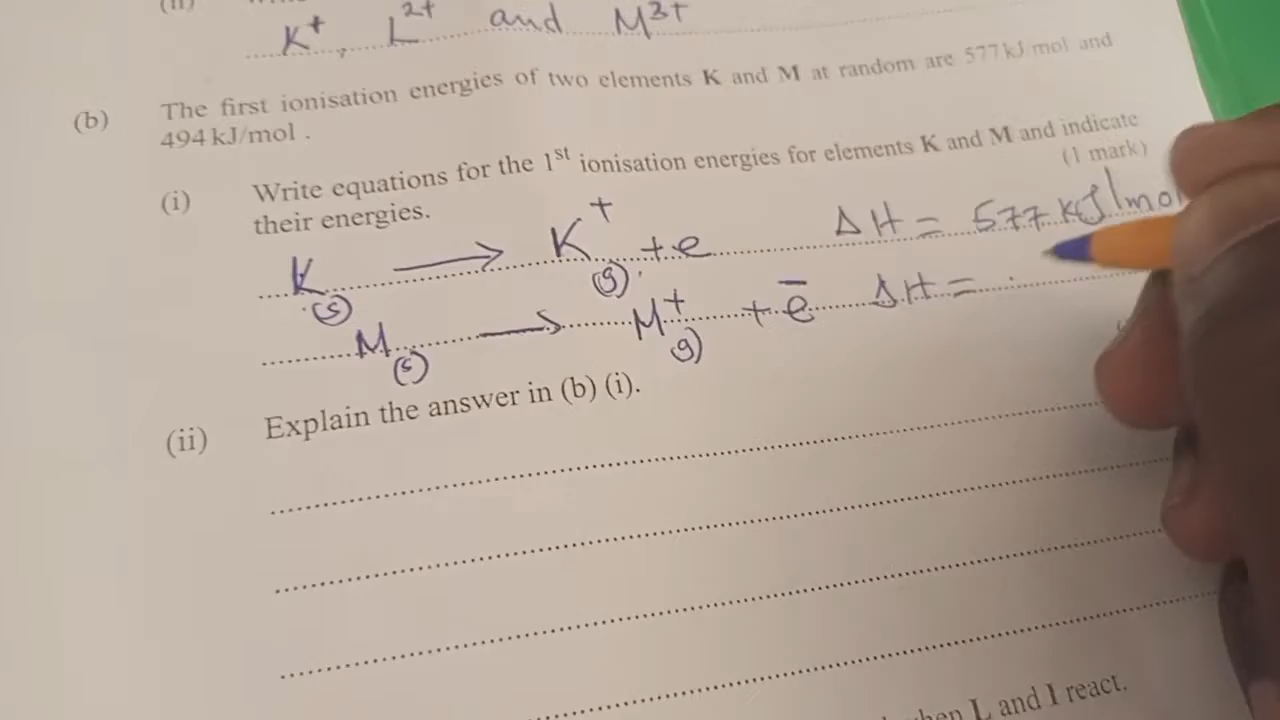 K⁺, L²⁺ and M³⁺
(b) The first ionisation energies of two elements K and M at random are 577 kJ mol and
494 kJ/mol .
(i) Write equations for the 1st ionisation energies for elements K and M and indicate
their energies. (1 mark)
K(s) ⟶ K⁺(g) + e ΔH = 577 KJ/mol
M(s) ⟶ M⁺(g) + e̅ ΔH =
(ii) Explain the answer in (b) (i).
when L and I react.